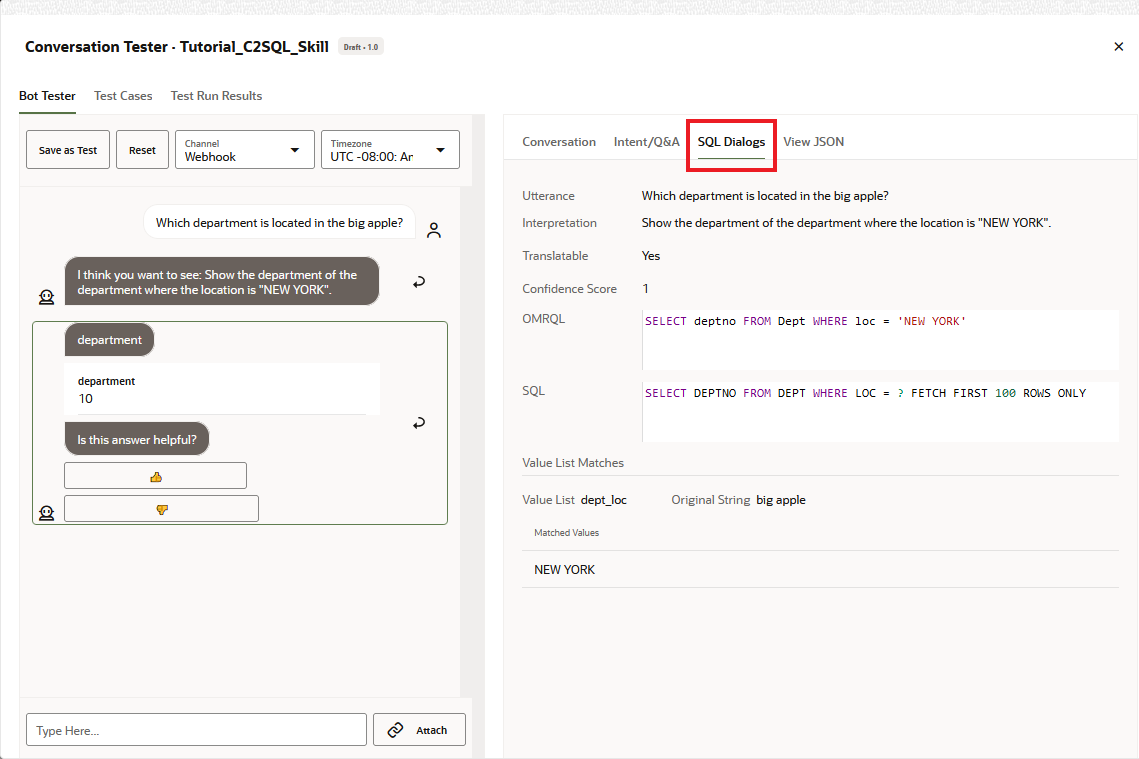 Conversation Tester · Tutorial_C2SQL_Skill
Draft • 1.0
Bot Tester
Test Cases
Test Run Results
Save as Test
Reset
Channel
Webhook
Timezone
UTC -08:00: Ar
Which department is located in the big apple?
I think you want to see: Show the department of the
department where the location is "NEW YORK".
department
department
10
Is this answer helpful?
👍
👎
Type Here...
Attach
Conversation
Intent/Q&A
SQL Dialogs
View JSON
Utterance
Which department is located in the big apple?
Interpretation
Show the department of the department where the location is "NEW YORK".
Translatable
Yes
Confidence Score
1
OMRQL
SELECT deptno FROM Dept WHERE loc = 'NEW YORK'
SQL
SELECT DEPTNO FROM DEPT WHERE LOC = ? FETCH FIRST 100 ROWS ONLY
Value List Matches
Value List dept_loc
Original String big apple
Matched Values
NEW YORK